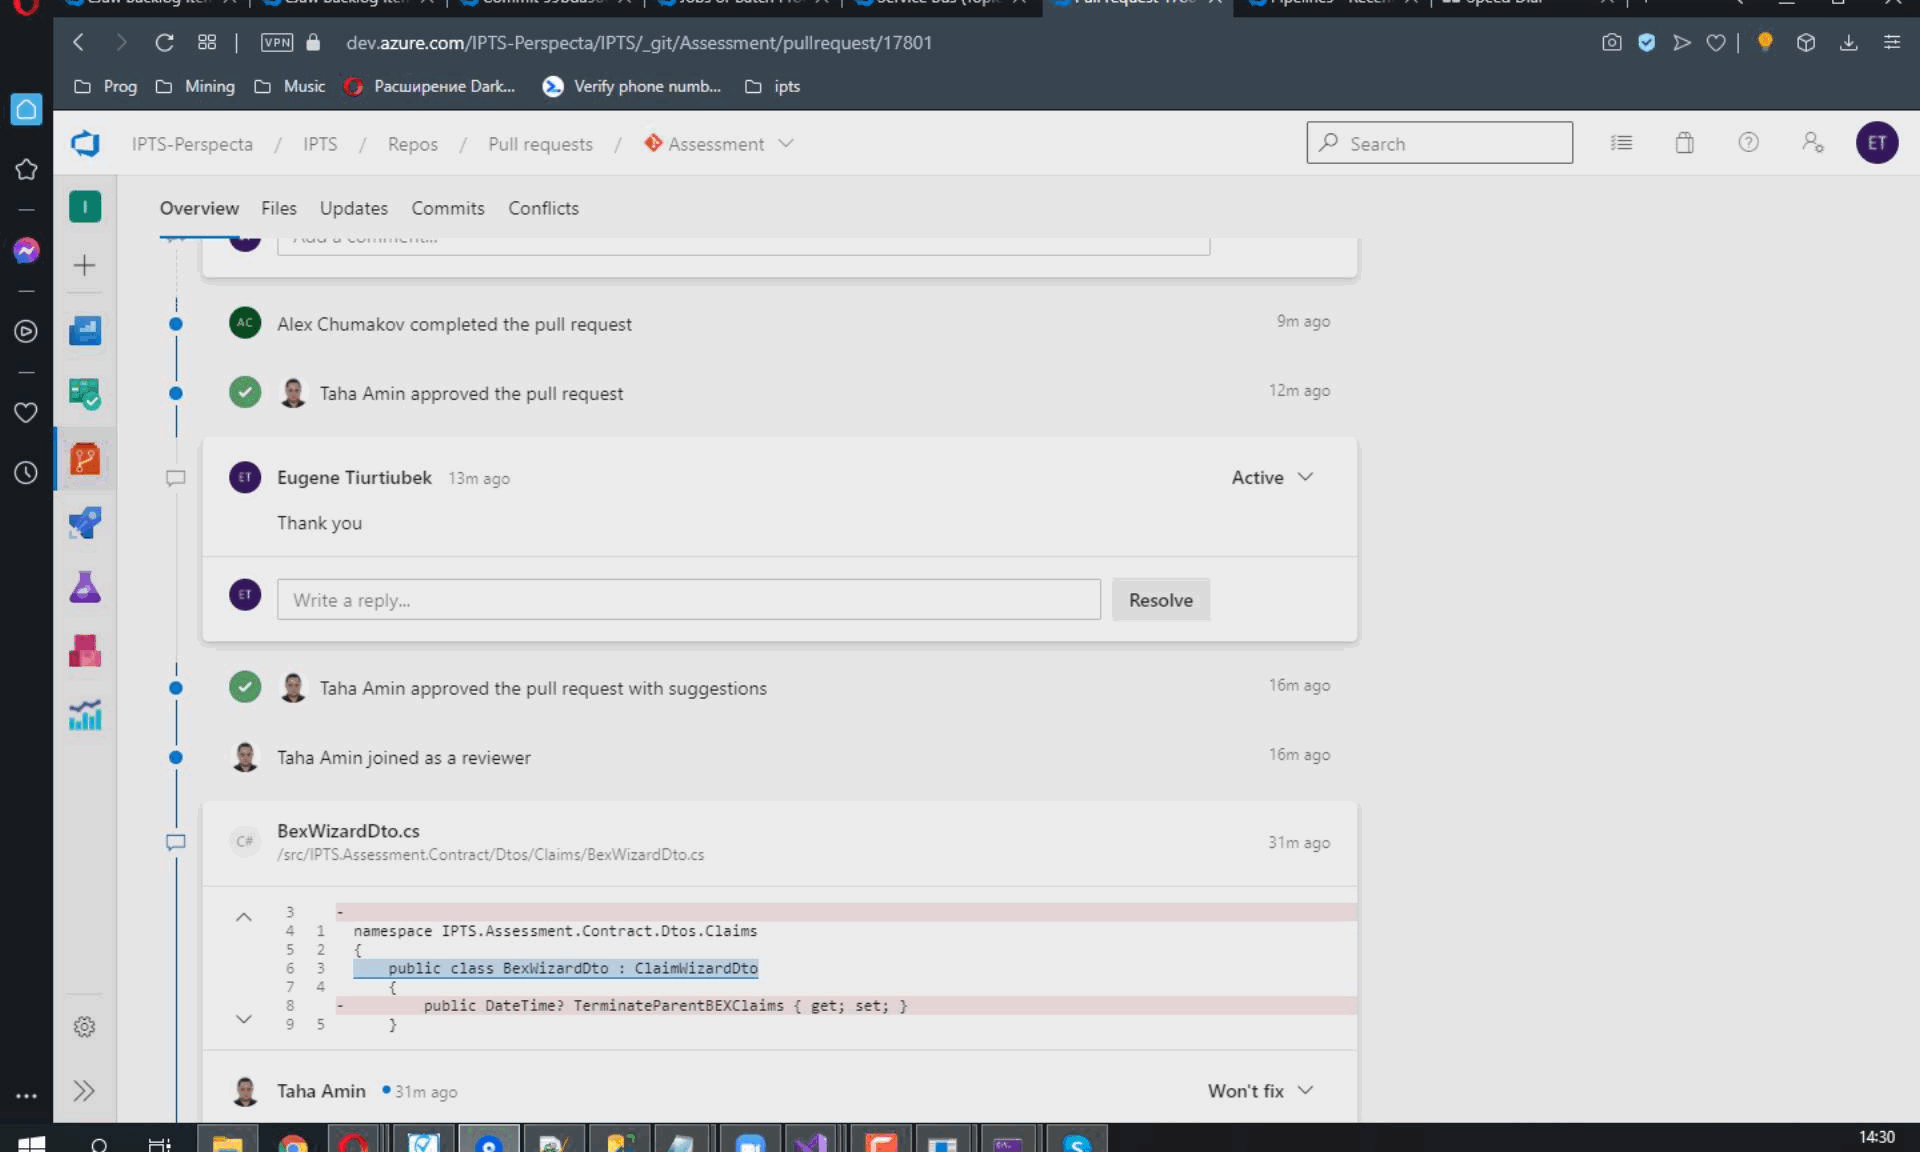 dev.azure.com/IPTS-Perspecta/IPTS/_git/Assessment/pullrequest/17801
VPN
Prog
Mining
Music
Расширение Dark...
Verify phone numb...
ipts
IPTS-Perspecta / IPTS / Repos / Pull requests / Assessment
Search
ET
I
Overview Files Updates Commits Conflicts
Add a comment...
AC Alex Chumakov completed the pull request 9m ago
Taha Amin approved the pull request 12m ago
ET Eugene Tiurtiubek 13m ago Active
Thank you
ET Write a reply... Resolve
Taha Amin approved the pull request with suggestions 16m ago
Taha Amin joined as a reviewer 16m ago
C# BexWizardDto.cs 31m ago
/src/IPTS.Assessment.Contract/Dtos/Claims/BexWizardDto.cs
3 -
4 1 namespace IPTS.Assessment.Contract.Dtos.Claims
5 2 {
6 3 public class BexWizardDto : ClaimWizardDto
7 4 {
8 - public DateTime? TerminateParentBEXClaims { get; set; }
9 5 }
Taha Amin 31m ago Won't fix
14:30